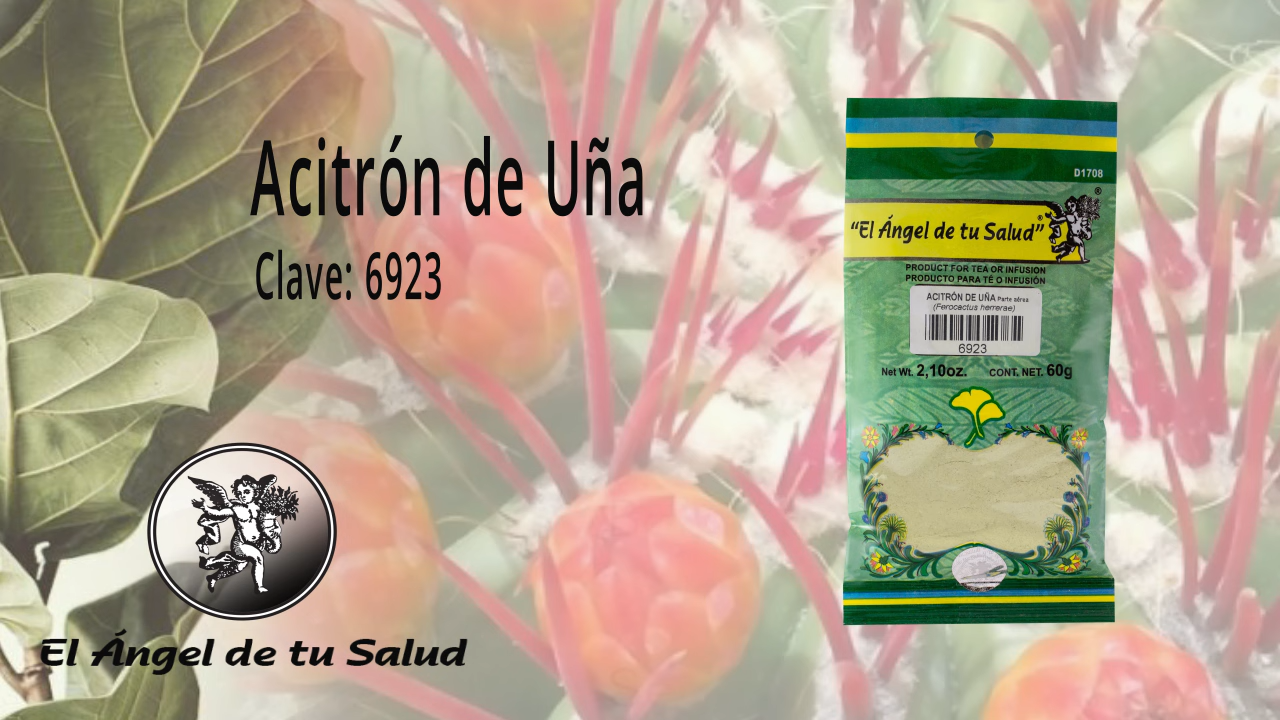 Acitrón de Uña
Clave: 6923
El Ángel de tu Salud
D1708
®
"El Ángel de tu Salud"®
PRODUCT FOR TEA OR INFUSION
PRODUCTO PARA TÉ O INFUSIÓN
ACITRÓN DE UÑA Parte aérea
(Ferocactus herrerae)
6923
Net Wt. 2,10oz. CONT. NET. 60g